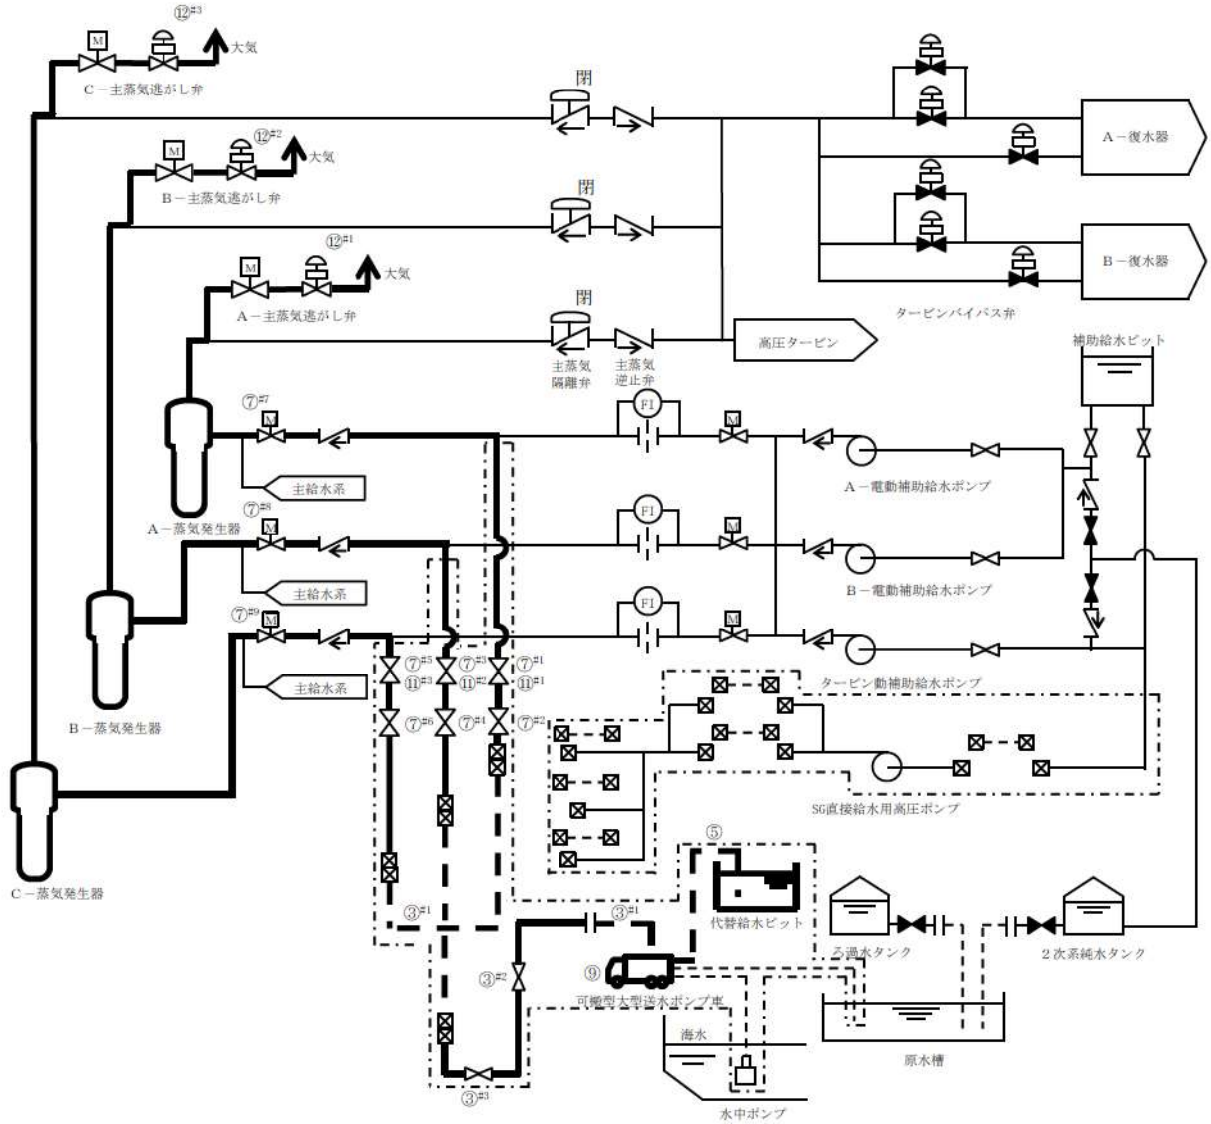 ⑫#3
M
大気
C－主蒸気逃がし弁
閉
⑫#2
M
大気
B－主蒸気逃がし弁
A－復水器
閉
⑫#1
M
大気
A－主蒸気逃がし弁
B－復水器
閉
タービンバイパス弁
高圧タービン
補助給水ピット
主蒸気
隔離弁
主蒸気
逆止弁
⑦#7
M
FI
M
主給水系
A－電動補助給水ポンプ
A－蒸気発生器
⑦#8
M
FI
M
主給水系
B－電動補助給水ポンプ
⑦#9
M
FI
M
主給水系
タービン動補助給水ポンプ
⑦#5
⑪#3
⑦#3
⑪#2
⑦#1
⑪#1
⑦#6
⑦#4
⑦#2
B－蒸気発生器
SG直接給水用高圧ポンプ
C－蒸気発生器
⑤
代替給水ピット
③#1
③#1
ろ過水タンク
2次系純水タンク
③#2
⑨
可搬型大型送水ポンプ車
海水
原水槽
③#3
水中ポンプ